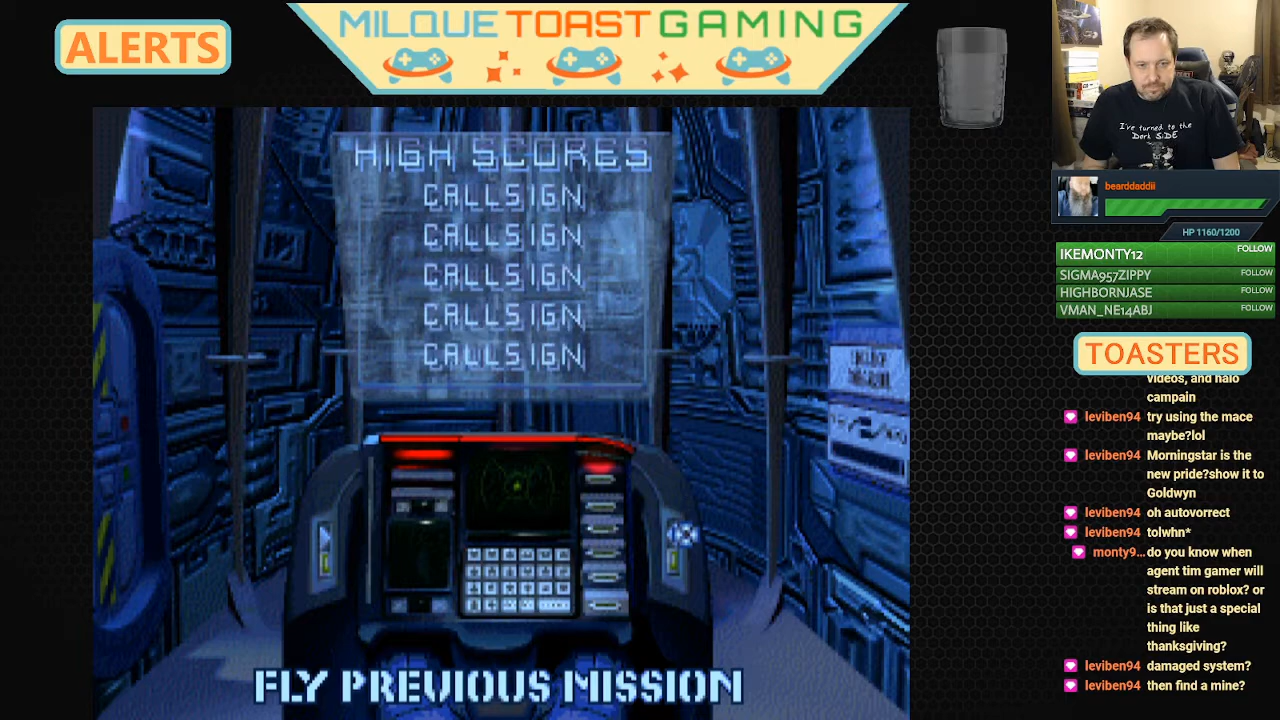 ALERTS
MILQUETOASTGAMING
HIGH SCORES
CALLSIGN
CALLSIGN
CALLSIGN
CALLSIGN
CALLSIGN
FLY PREVIOUS MISSION
I've turned to the
Dark SiDE
bearddaddii
HP 1160/1200
IKEMONTY12 FOLLOW
SIGMA957ZIPPY FOLLOW
HIGHBORNJASE FOLLOW
VMAN_NE14ABJ FOLLOW
TOASTERS
videos, and halo
campain
leviben94 try using the mace
maybe?lol
leviben94 Morningstar is the
new pride?show it to
Goldwyn
leviben94 oh autovorrect
leviben94 tolwhn*
monty9... do you know when
agent tim gamer will
stream on roblox? or
is that just a special
thing like
thanksgiving?
leviben94 damaged system?
leviben94 then find a mine?